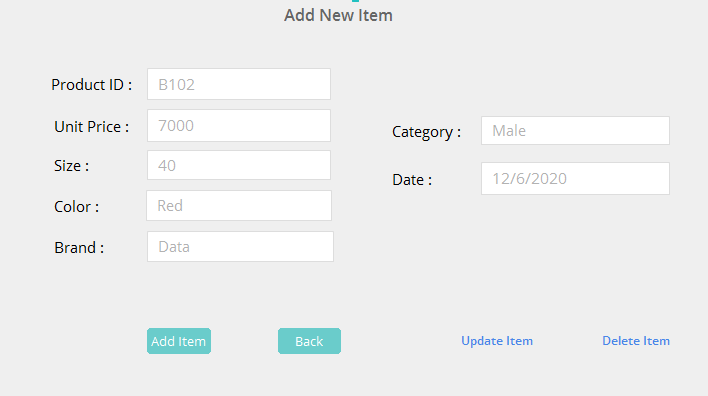 Add New Item
Product ID : B102
Unit Price : 7000
Category : Male
Size : 40
Date : 12/6/2020
Color : Red
Brand : Data
Add Item Back Update Item Delete Item